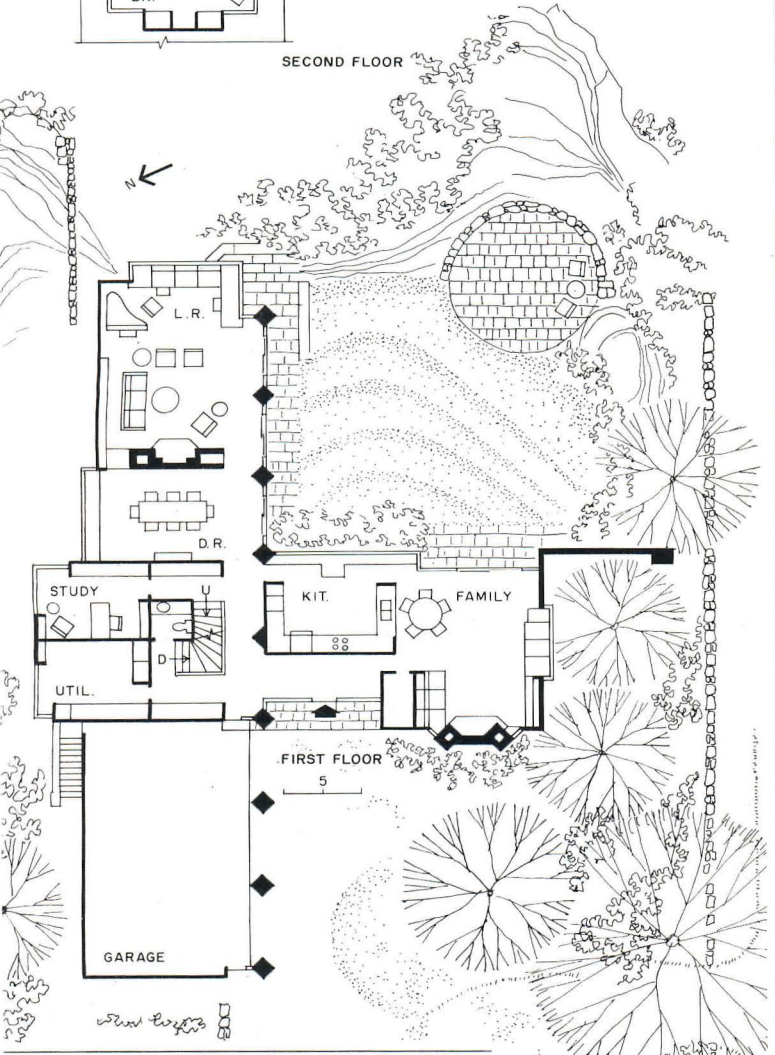 SECOND FLOOR
N
L.R.
D.R.
STUDY
U
KIT.
FAMILY
D
UTIL.
FIRST FLOOR
5
GARAGE